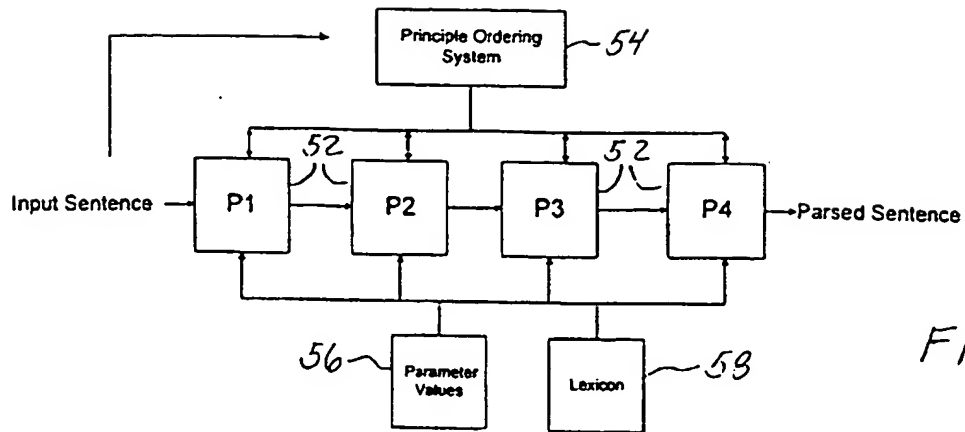 Principle Ordering
System
54
52
52
Input Sentence
P1
P2
P3
P4
Parsed Sentence
56
Parameter
Values
Lexicon
58